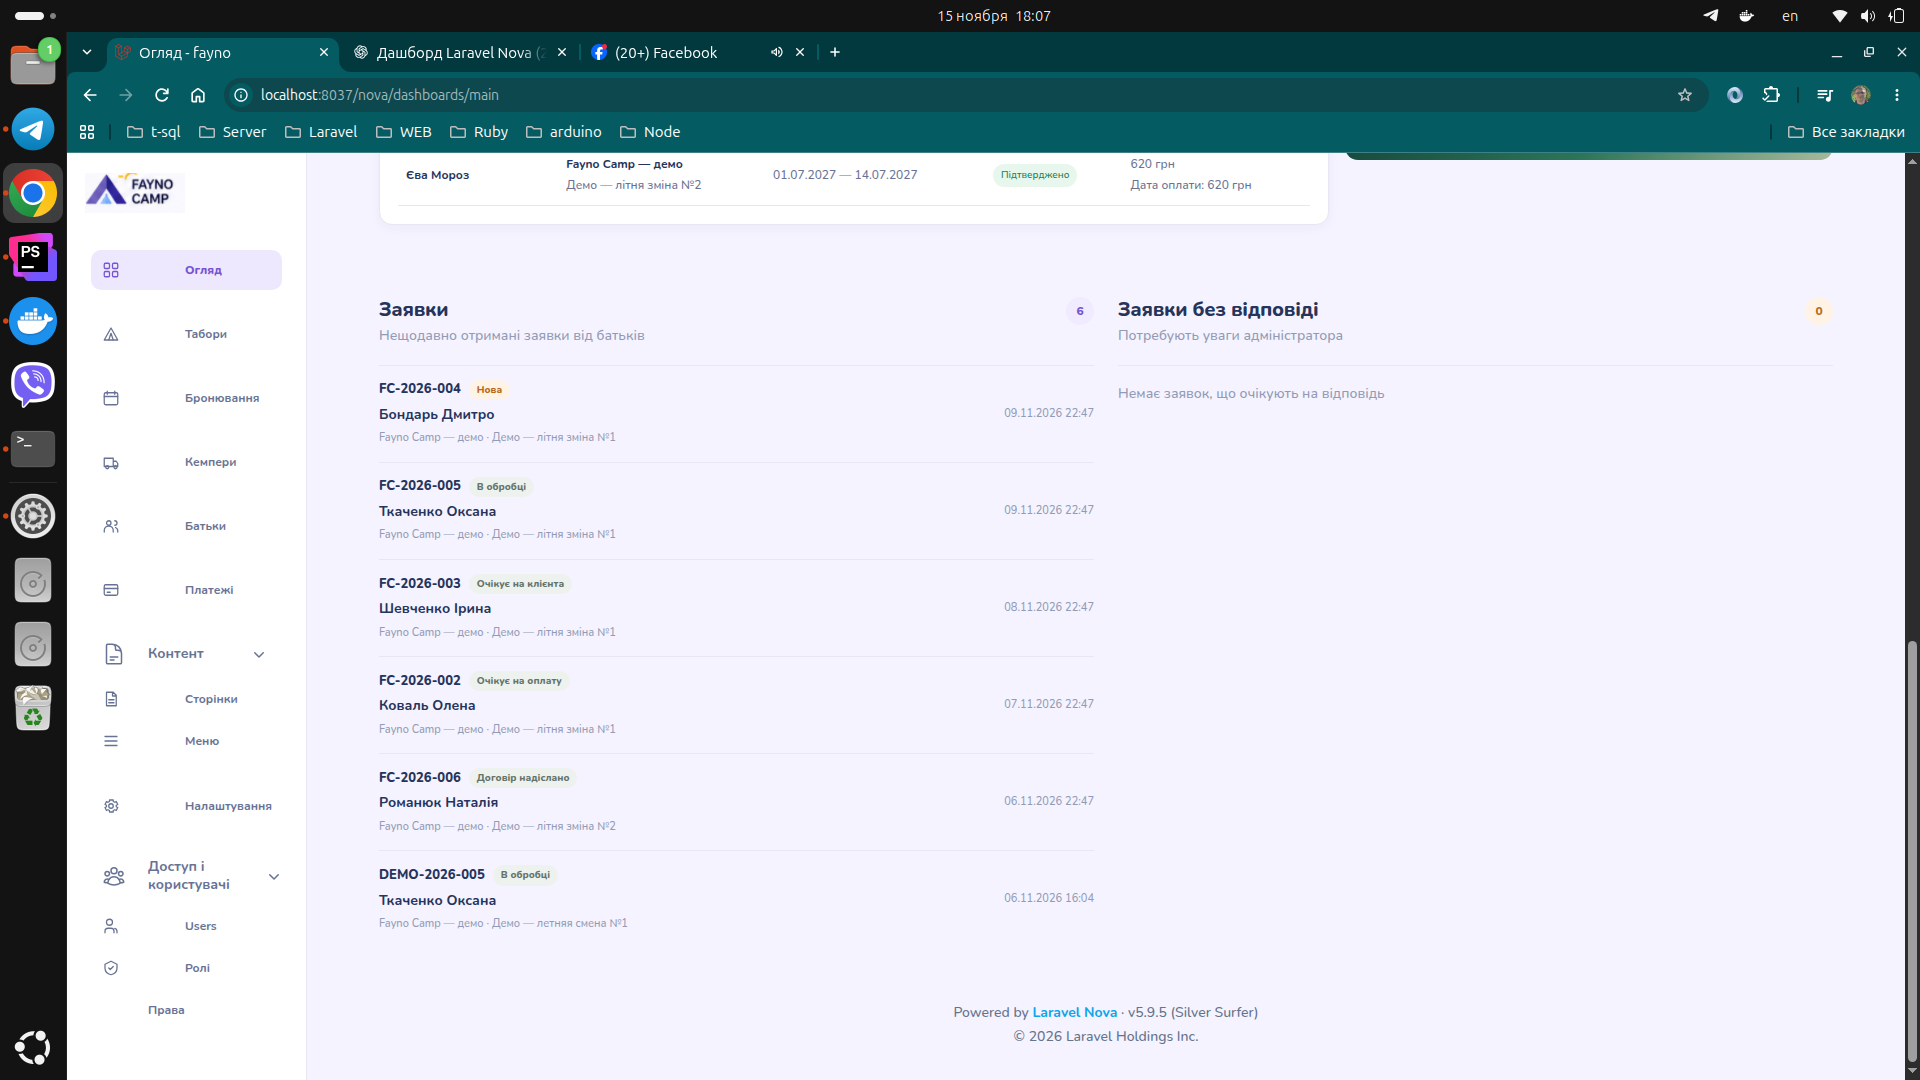 15 ноября 18:07
en
1
Огляд - fayno
Дашборд Laravel Nova (2
(20+) Facebook
localhost:8037/nova/dashboards/main
t-sql
Server
Laravel
WEB
Ruby
arduino
Node
Все закладки
PS
FAYNO
CAMP
Огляд
Табори
Бронювання
Кемпери
Батьки
Платежі
Контент
Сторінки
Меню
Налаштування
Доступ і
користувачі
Users
Ролі
Права
Єва Мороз
Fayno Camp — демо
Демо — літня зміна №2
01.07.2027 — 14.07.2027
Підтверджено
620 грн
Дата оплати: 620 грн
Заявки
6
Нещодавно отримані заявки від батьків
FC-2026-004 Нова
Бондарь Дмитро
09.11.2026 22:47
Fayno Camp — демо · Демо — літня зміна №1
FC-2026-005 В обробці
Ткаченко Оксана
09.11.2026 22:47
Fayno Camp — демо · Демо — літня зміна №1
FC-2026-003 Очікує на клієнта
Шевченко Ірина
08.11.2026 22:47
Fayno Camp — демо · Демо — літня зміна №1
FC-2026-002 Очікує на оплату
Коваль Олена
07.11.2026 22:47
Fayno Camp — демо · Демо — літня зміна №1
FC-2026-006 Договір надіслано
Романюк Наталія
06.11.2026 22:47
Fayno Camp — демо · Демо — літня зміна №2
DEMO-2026-005 В обробці
Ткаченко Оксана
06.11.2026 16:04
Fayno Camp — демо · Демо — летняя смена №1
Заявки без відповіді
0
Потребують уваги адміністратора
Немає заявок, що очікують на відповідь
Powered by Laravel Nova · v5.9.5 (Silver Surfer)
© 2026 Laravel Holdings Inc.